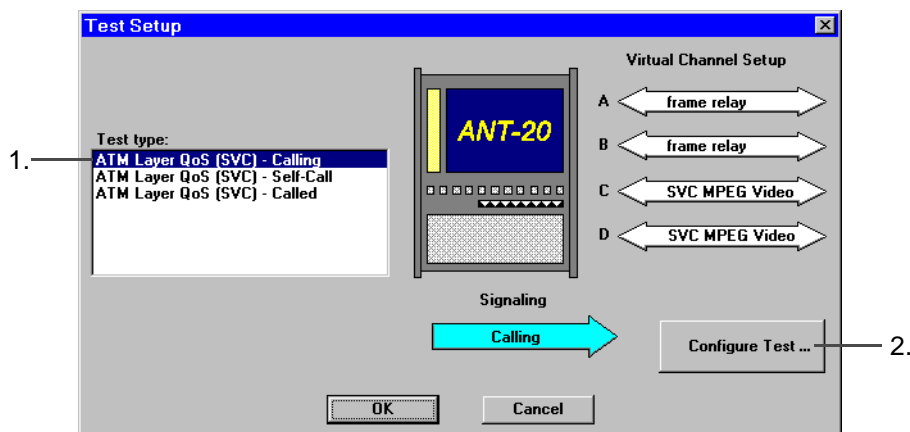 Test Setup
Virtual Channel Setup
A frame relay
ANT-20
Test type:
B frame relay
1.
ATM Layer QoS (SVC) - Calling
ATM Layer QoS (SVC) - Self-Call
ATM Layer QoS (SVC) - Called
C SVC MPEG Video
D SVC MPEG Video
Signaling
Calling
Configure Test ...
2.
OK
Cancel